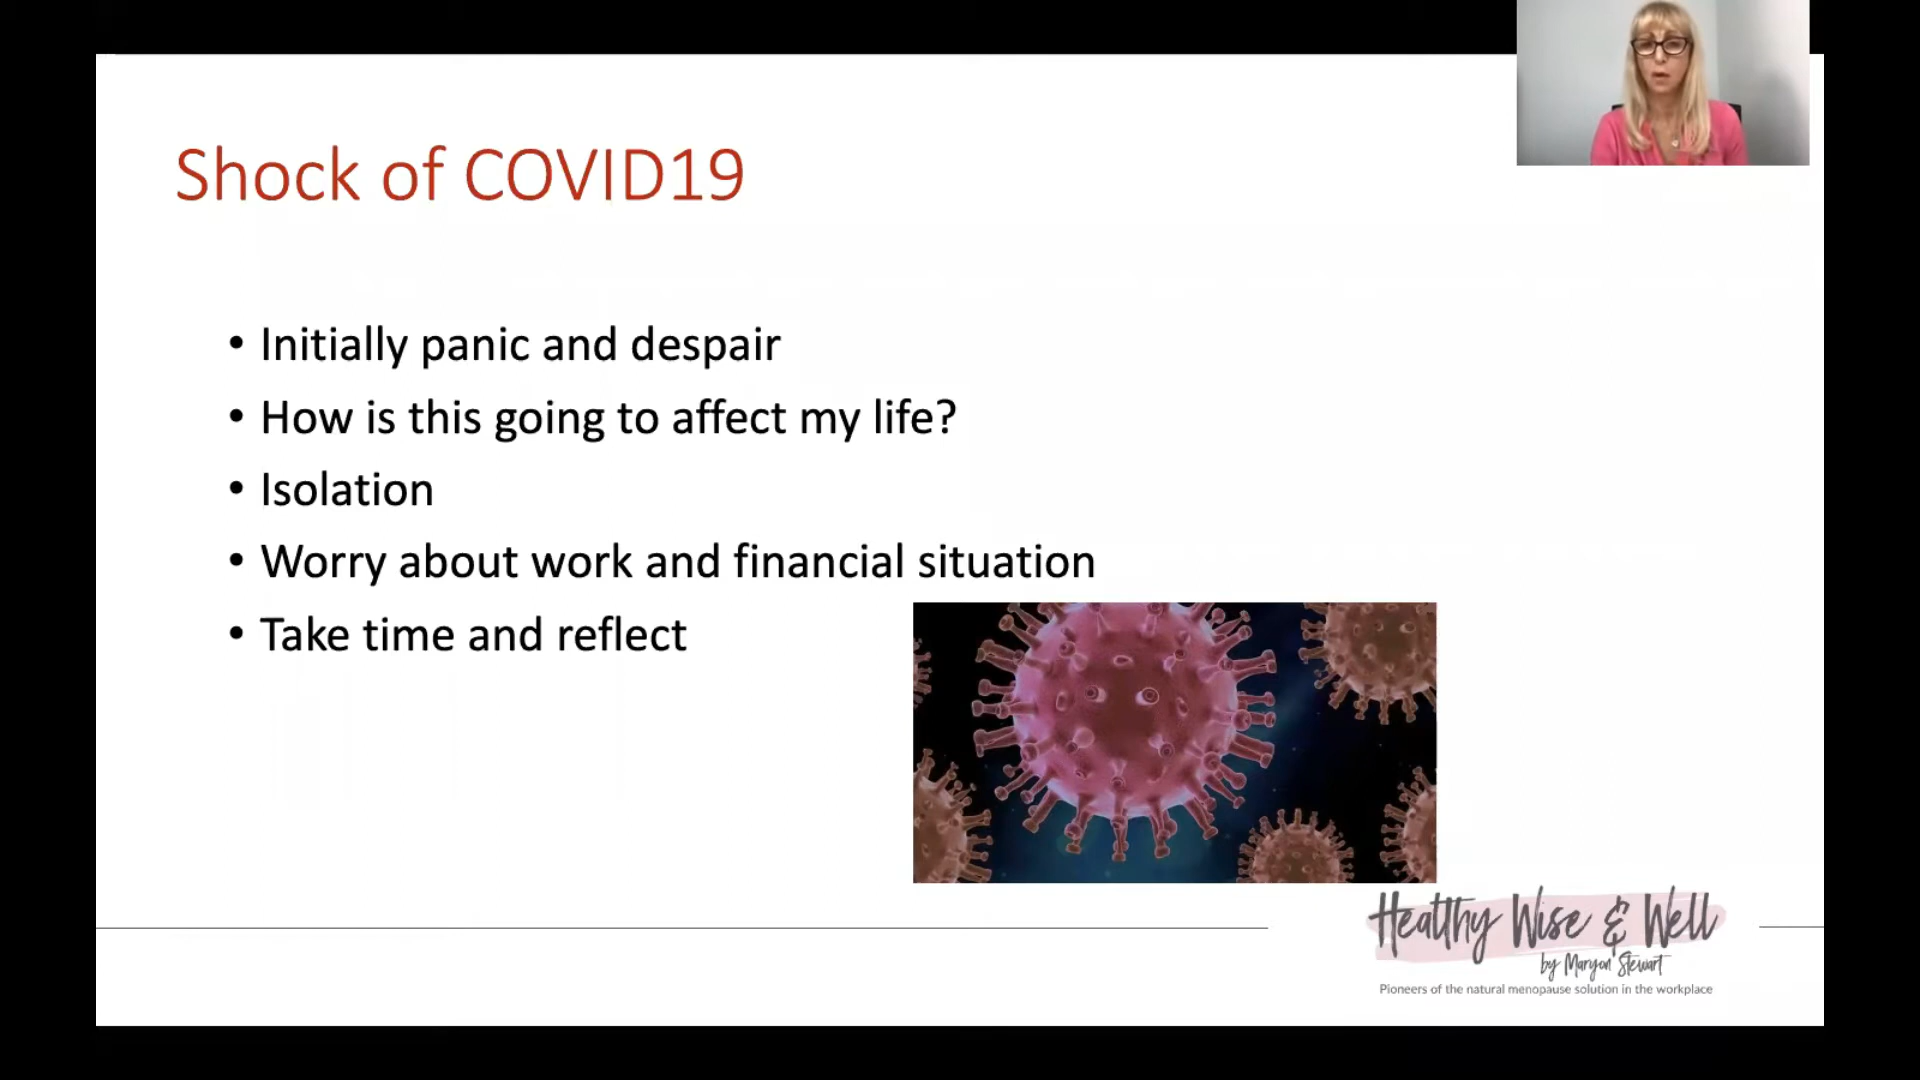 Shock of COVID19
• Initially panic and despair
• How is this going to affect my life?
• Isolation
• Worry about work and financial situation
• Take time and reflect
Healthy Wise & Well
by Maryon Stewart
Pioneers of the natural menopause solution in the workplace